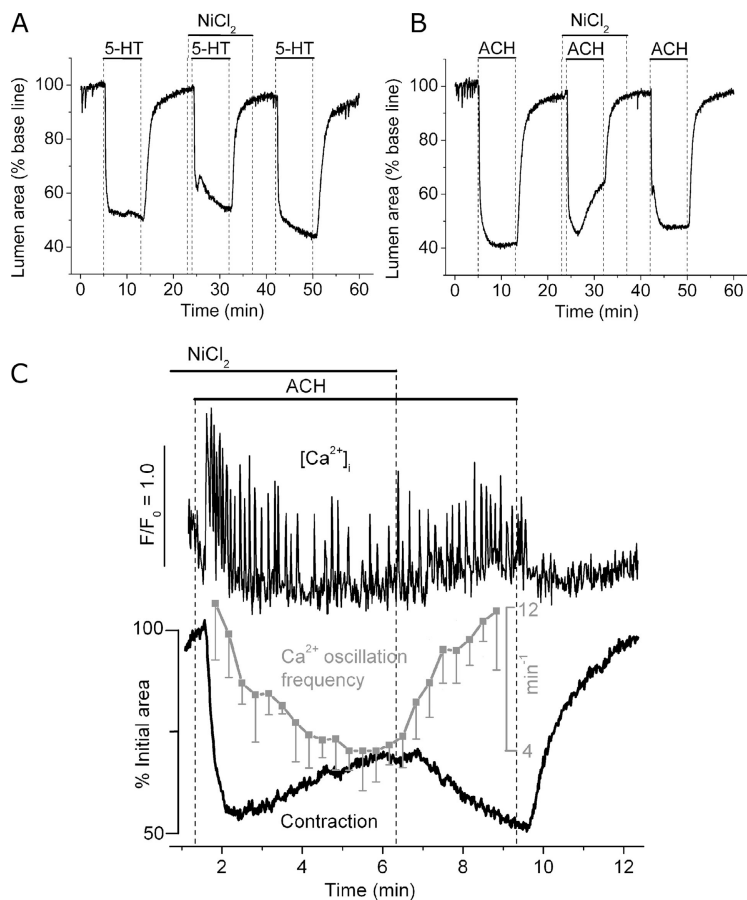 A
NiCl2
5-HT 5-HT 5-HT
Lumen area (% base line)
100
80
60
40
0 10 20 30 40 50 60
Time (min)
B
NiCl2
ACH ACH ACH
Lumen area (% base line)
100
80
60
40
0 10 20 30 40 50 60
Time (min)
C
NiCl2
ACH
[Ca2+]i
F/F0 = 1.0
100
50
% Initial area
Ca2+ oscillation
frequency
12
4
min-1
Contraction
2 4 6 8 10 12
Time (min)